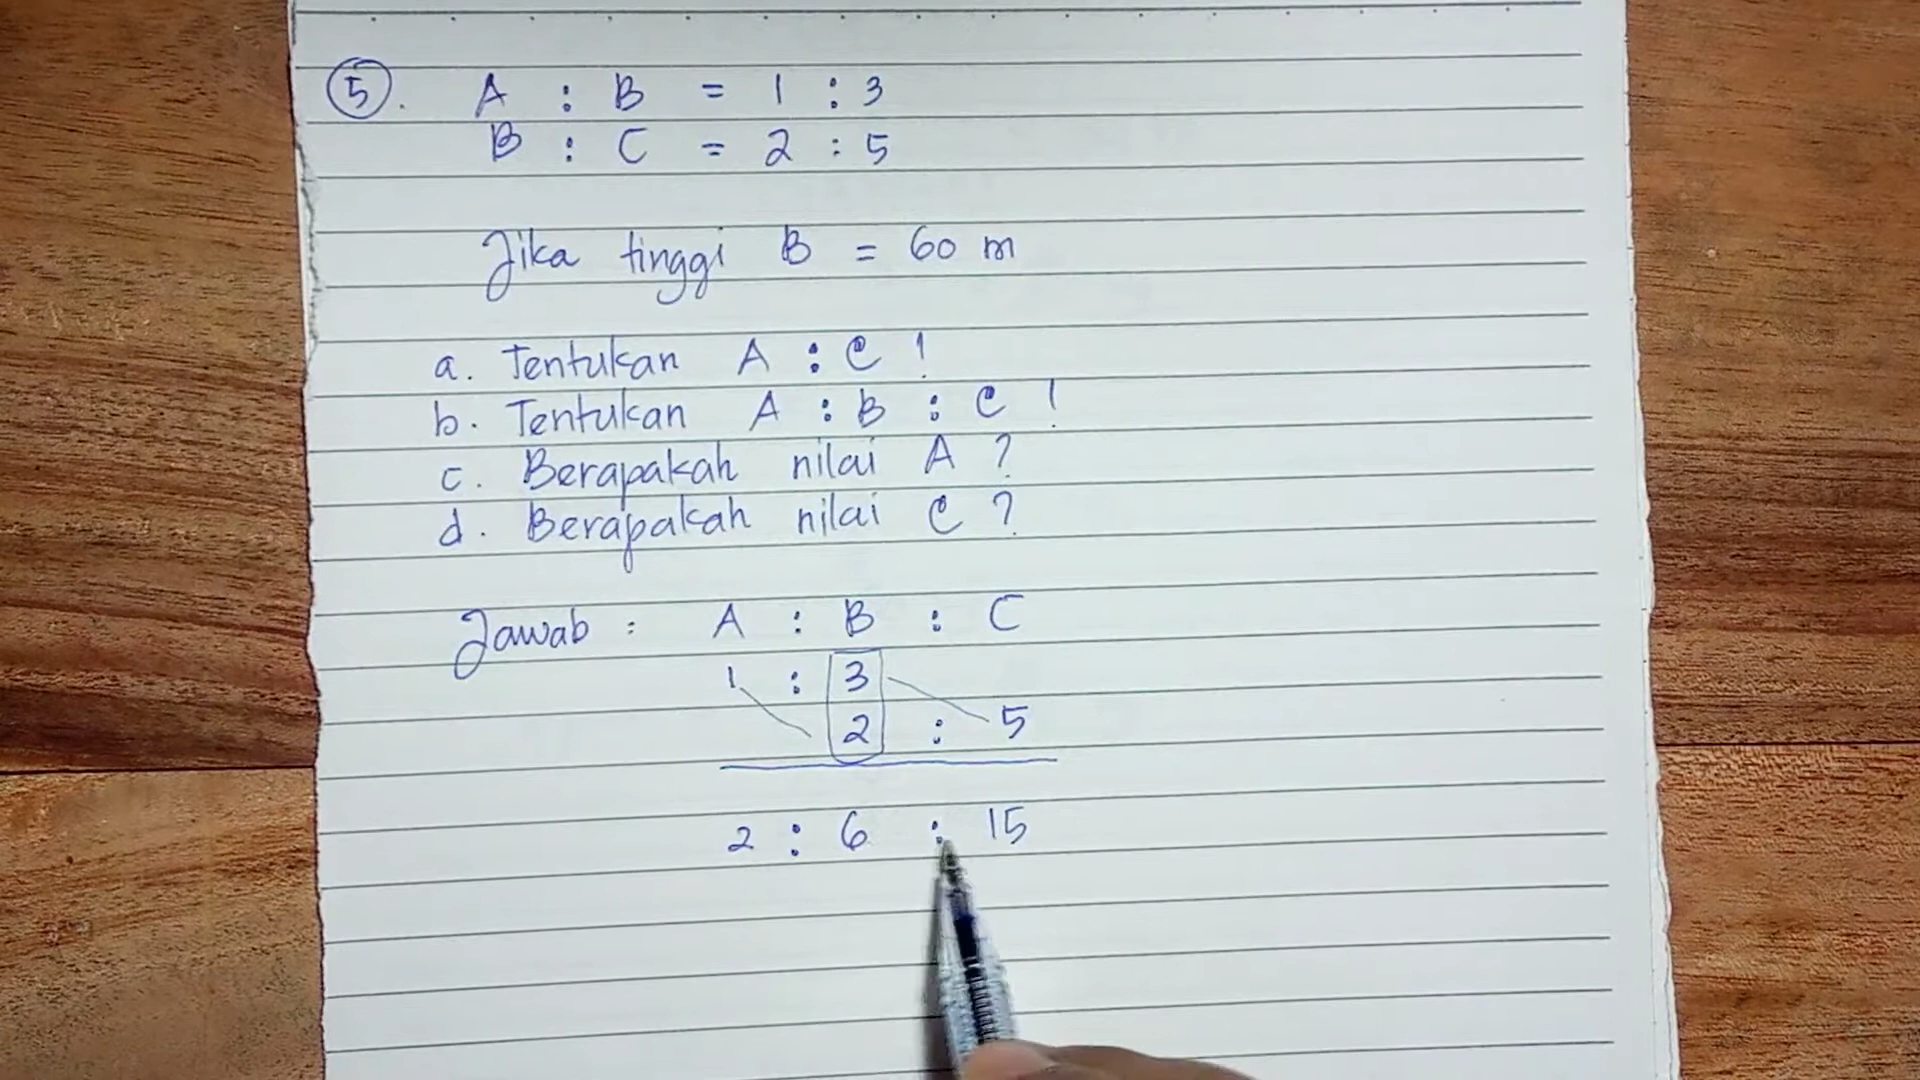 5. A : B = 1 : 3
B : C = 2 : 5
Jika tinggi B = 60 m
a. Tentukan A : C !
b. Tentukan A : B : C !
c. Berapakah nilai A ?
d. Berapakah nilai C ?
Jawab : A : B : C
1 : 3
2 : 5
2 : 6 : 15